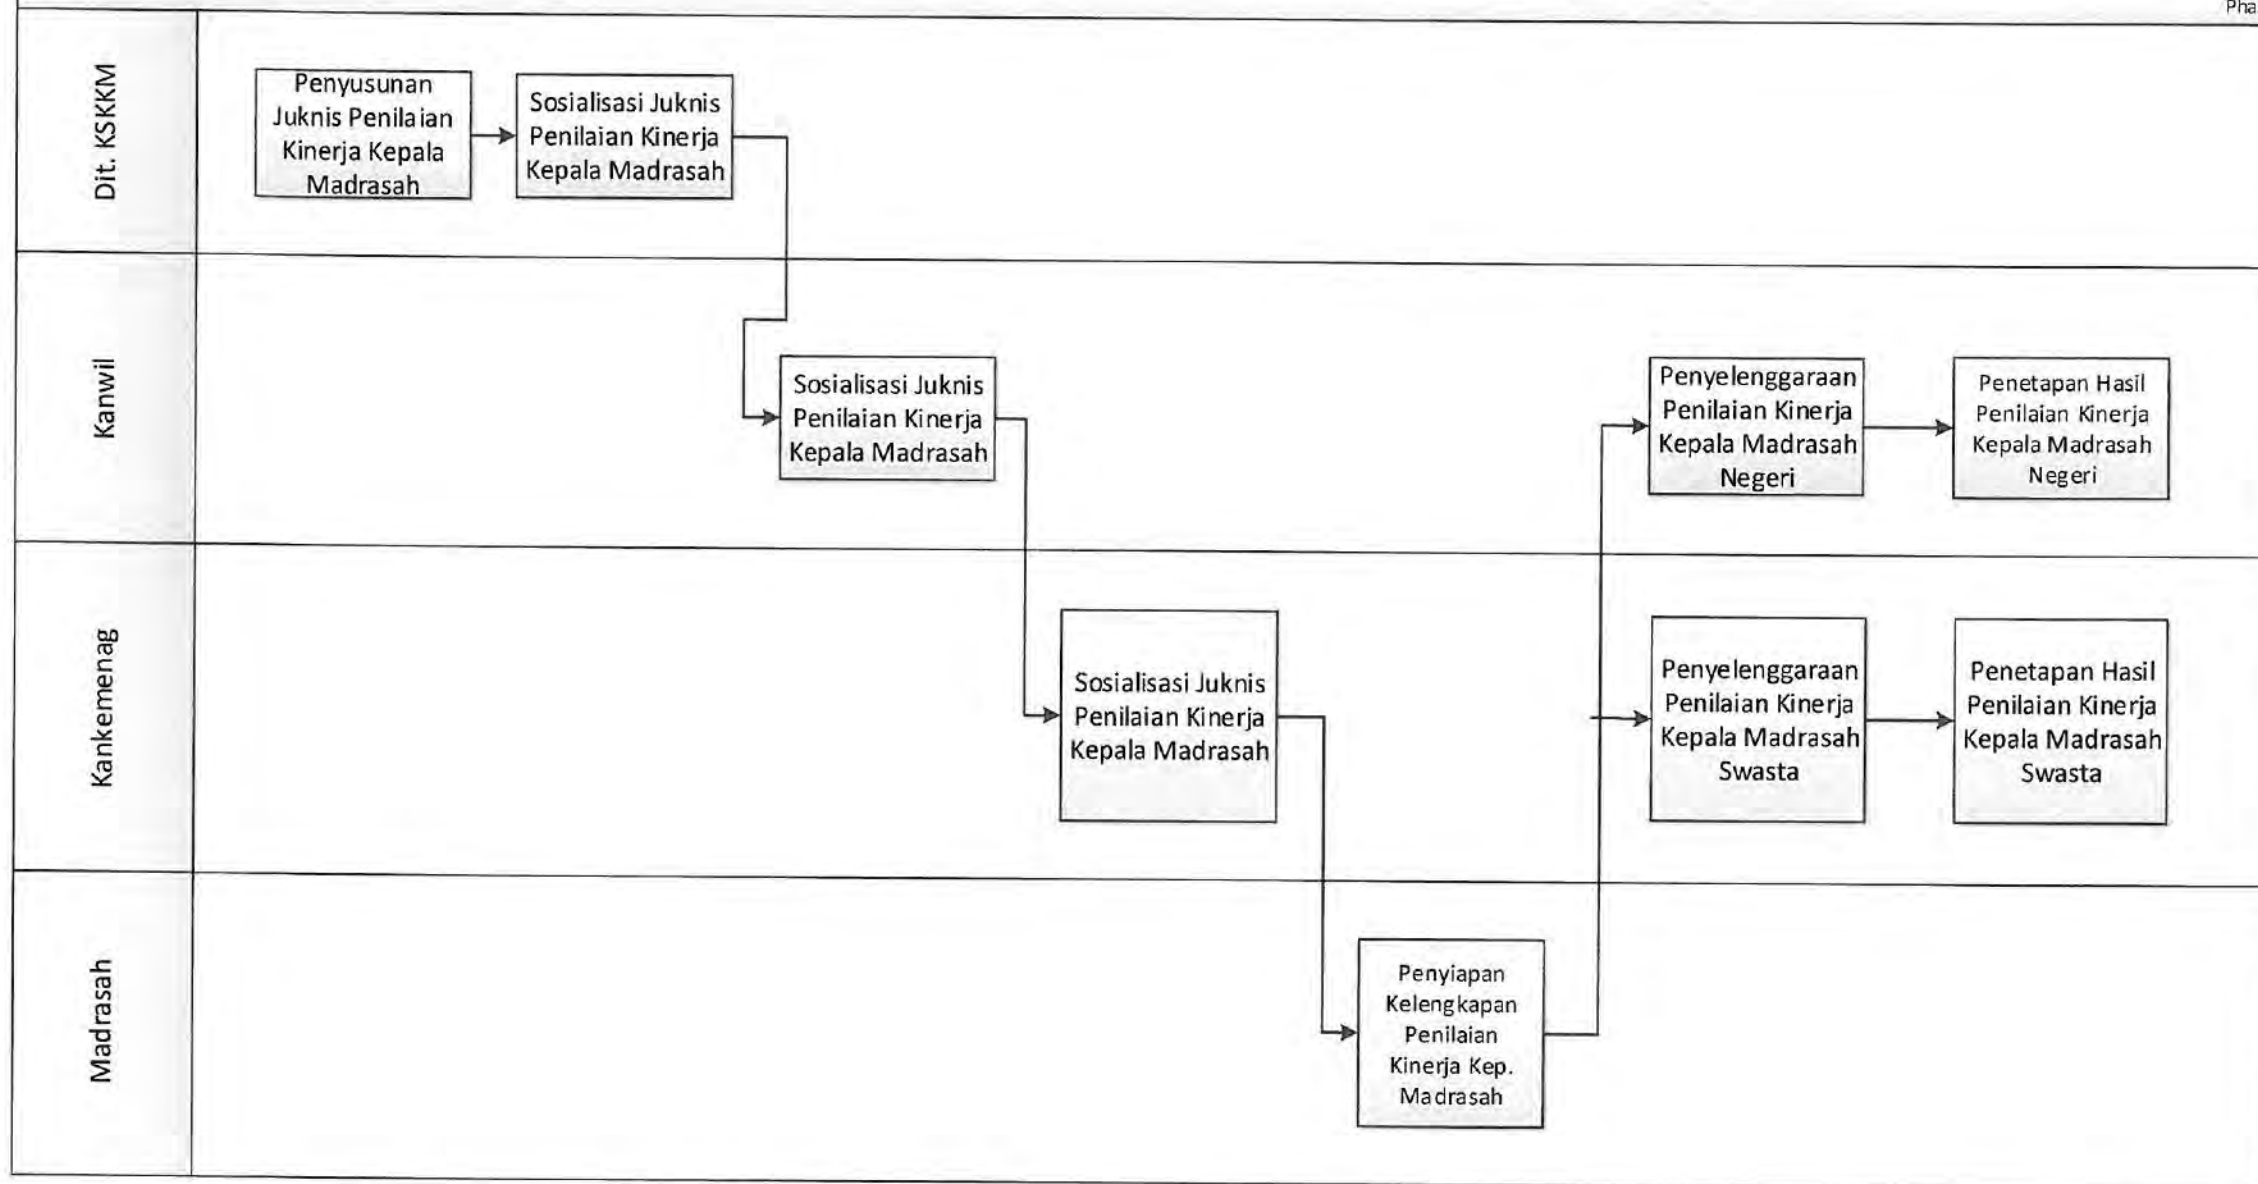 Pha
Dit. KSKKM
Penyusunan
Juknis Penilaian
Kinerja Kepala
Madrasah
Sosialisasi Juknis
Penilaian Kinerja
Kepala Madrasah
Kanwil
Sosialisasi Juknis
Penilaian Kinerja
Kepala Madrasah
Penyelenggaraan
Penilaian Kinerja
Kepala Madrasah
Negeri
Penetapan Hasil
Penilaian Kinerja
Kepala Madrasah
Negeri
Kankemenag
Sosialisasi Juknis
Penilaian Kinerja
Kepala Madrasah
Penyelenggaraan
Penilaian Kinerja
Kepala Madrasah
Swasta
Penetapan Hasil
Penilaian Kinerja
Kepala Madrasah
Swasta
Madrasah
Penyiapan
Kelengkapan
Penilaian
Kinerja Kep.
Madrasah